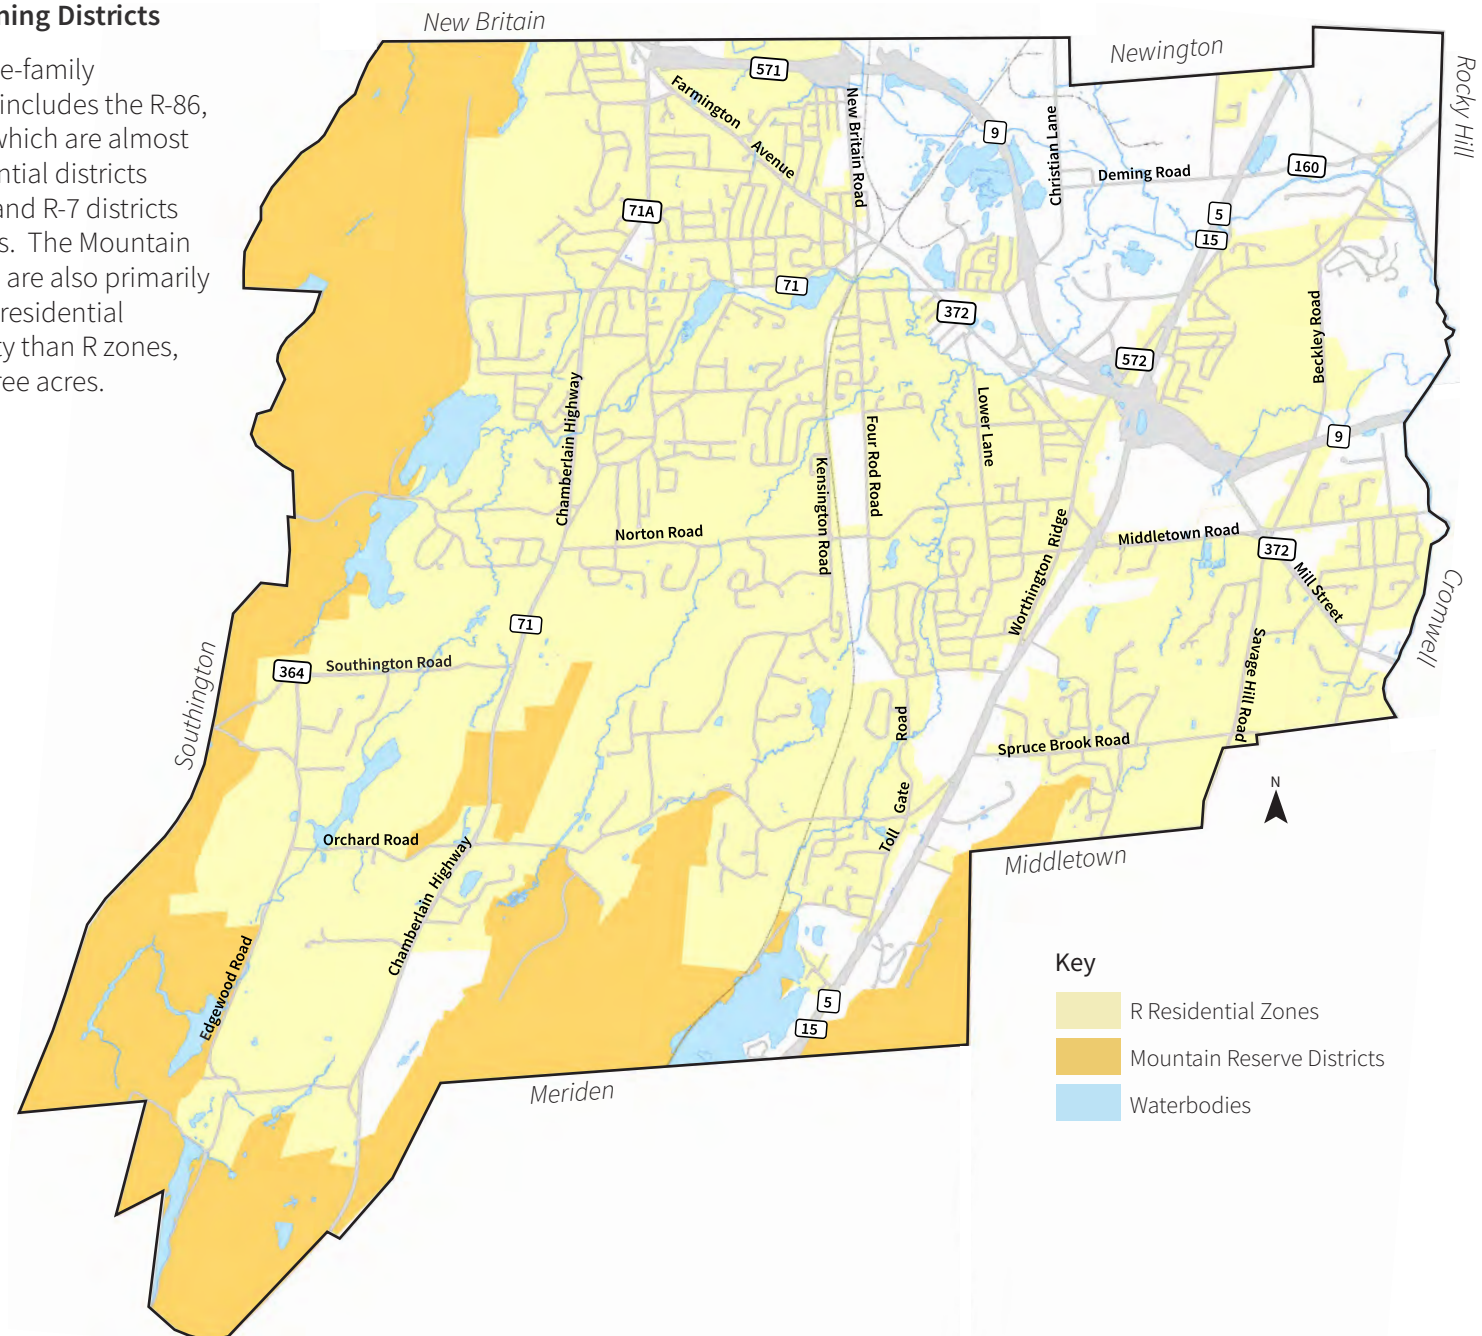 ning Districts
e-family
includes the R-86,
which are almost
ntial districts
and R-7 districts
s. The Mountain
are also primarily
residential
ty than R zones,
ree acres.
New Britain
Newington
Rocky Hill
Cromwell
Middletown
Meriden
Southington
571
Farmington Avenue
New Britain Road
9
Christian Lane
Deming Road
160
5
15
71A
71
372
572
Beckley Road
9
Chamberlain Highway
Lower Lane
Four Rod Road
Kensington Road
Norton Road
Worthington Ridge
Middletown Road
372
Mill Street
Savage Hill Road
71
364
Southington Road
Toll Gate Road
Spruce Brook Road
Orchard Road
Chamberlain Highway
Edgewood Road
5
15
N
Key
R Residential Zones
Mountain Reserve Districts
Waterbodies